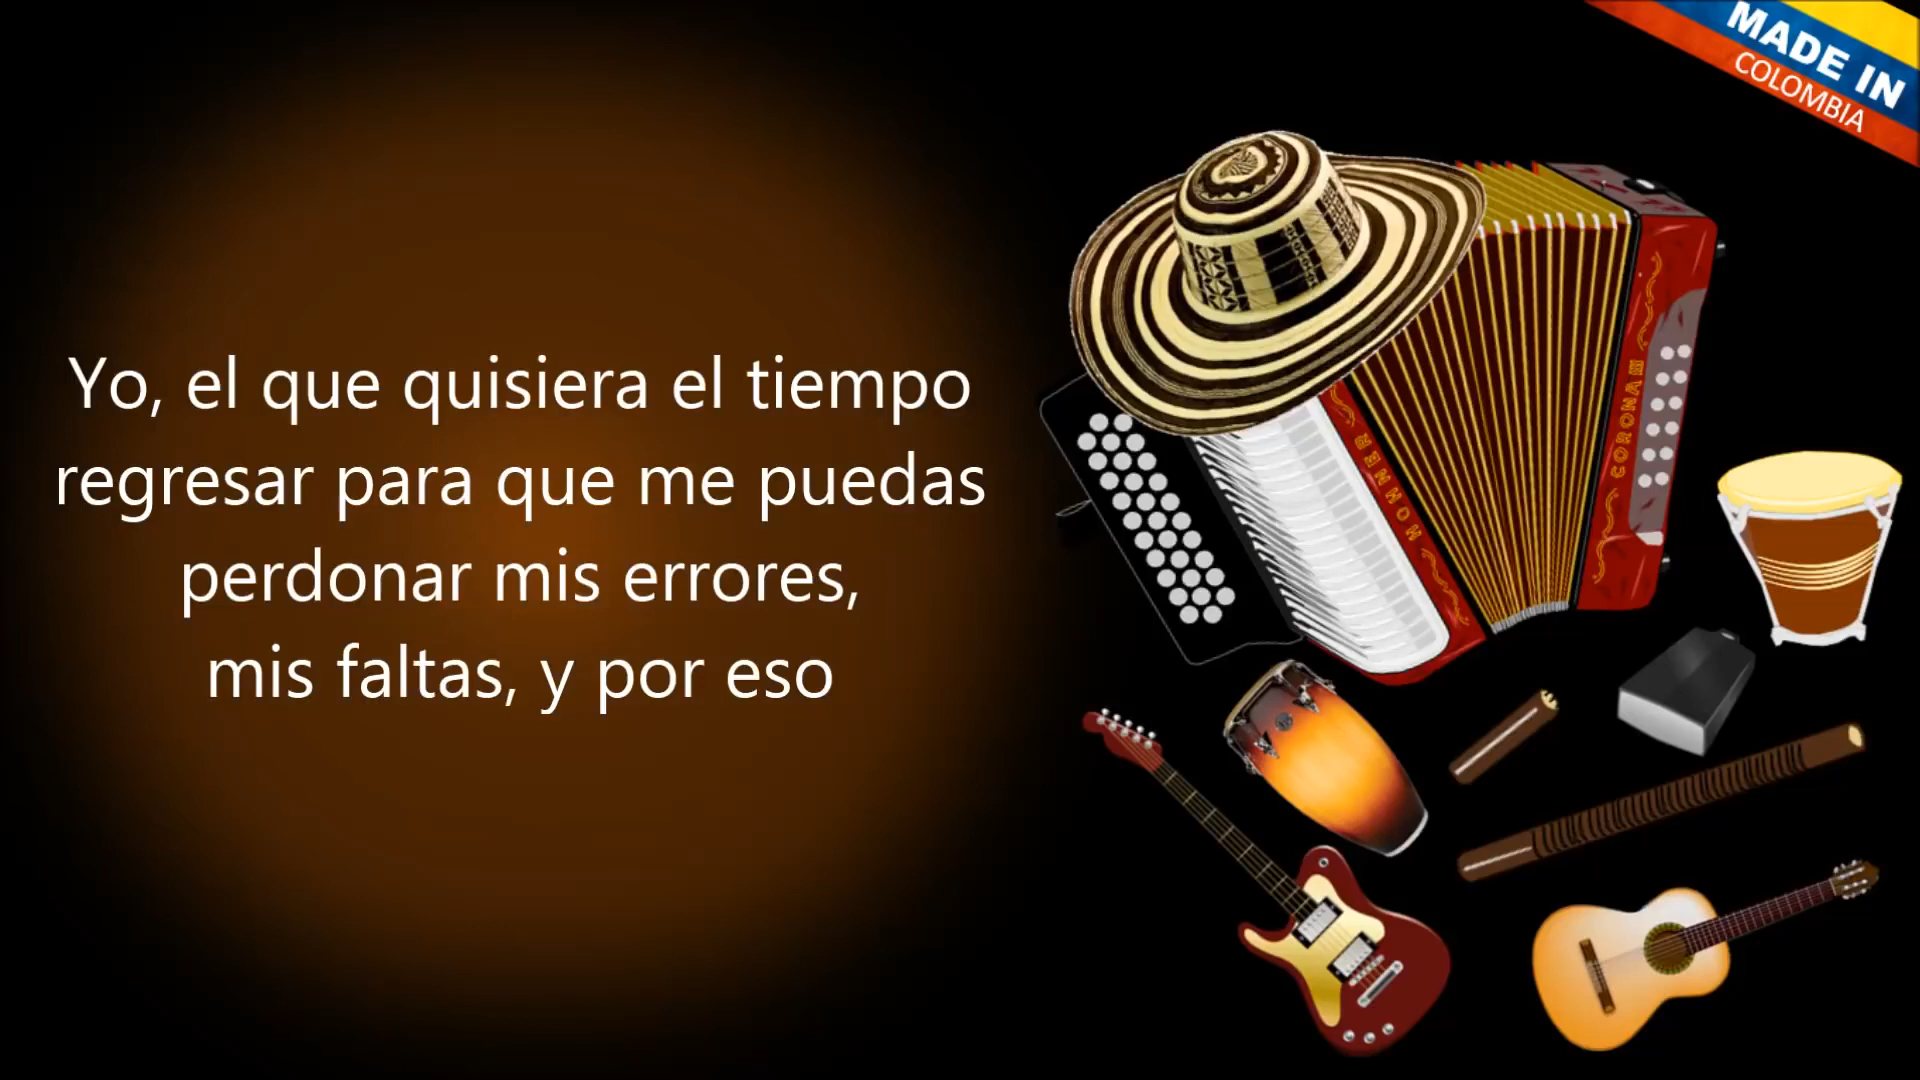 MADE IN
COLOMBIA
Yo, el que quisiera el tiempo
regresar para que me puedas
perdonar mis errores,
mis faltas, y por eso
HOHNER
CORONA III